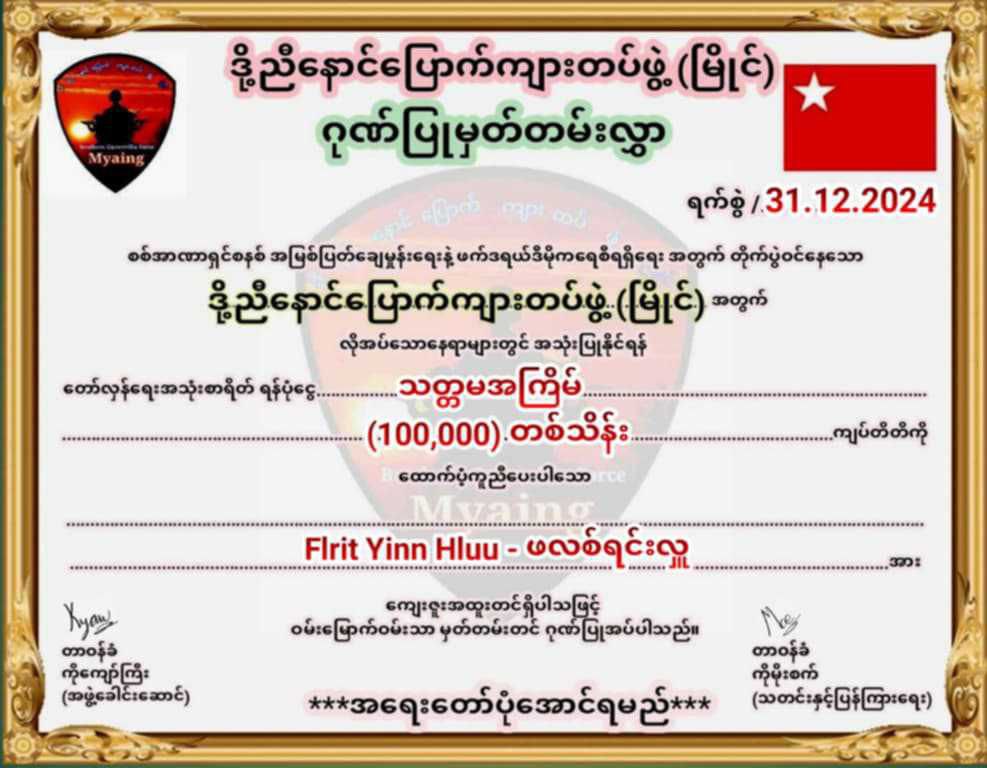 ဒို့ညီနောင်ပြောက်ကျားတပ်ဖွဲ့ (မြိုင်)
ဂုဏ်ပြုမှတ်တမ်းလွှာ
Myaing
ရက်စွဲ /.31.12.2024
စစ်အာဏာရှင်စနစ် အမြစ်ပြတ်ချေမှုန်းရေးနဲ့ ဖက်ဒရယ်ဒီမိုကရေစီရရှိရေး အတွက် တိုက်ပွဲဝင်နေသော
ဒို့ညီနောင်ပြောက်ကျားတပ်ဖွဲ့ (မြိုင်) အတွက်
လိုအပ်သောနေရာများတွင် အသုံးပြုနိုင်ရန်
တော်လှန်ရေးအသုံးစာရိတ် ရန်ပုံငွေ..............သတ္တမအကြိမ်..............
..............(100,000).တစ်သိန်း..............ကျပ်တိတိကို
ထောက်ပံ့ကူညီပေးပါသော
Myaing
Flrit Yinn Hluu - ဖလစ်ရင်းလှူ ..............အား
ကျေးဇူးအထူးတင်ရှိပါသဖြင့်
ဝမ်းမြောက်ဝမ်းသာ မှတ်တမ်းတင် ဂုဏ်ပြုအပ်ပါသည်။
Kyaw
တာဝန်ခံ
ကိုကျော်ကြီး
(အဖွဲ့ခေါင်းဆောင်)
တာဝန်ခံ
ကိုမိုးစက်
(သတင်းနှင့်ပြန်ကြားရေး)
***အရေးတော်ပုံအောင်ရမည်***